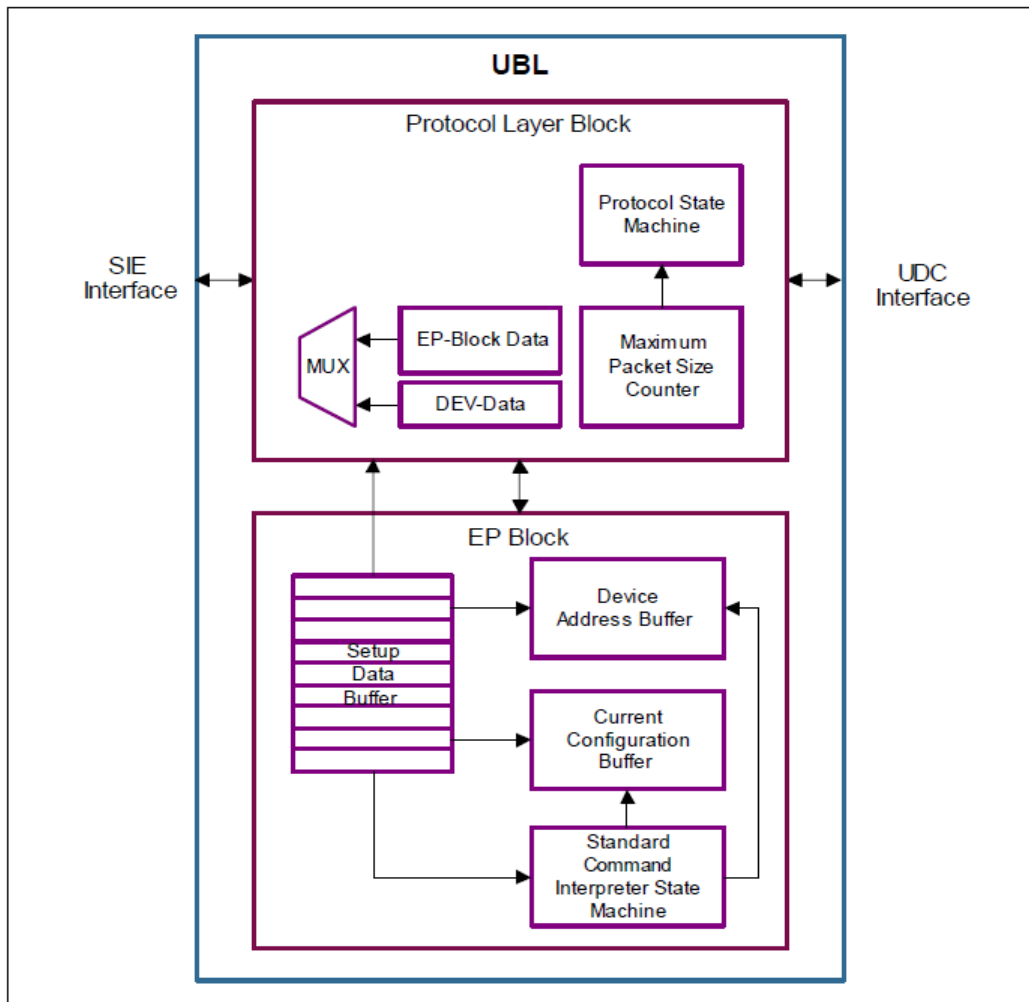 UBL
Protocol Layer Block
Protocol State
Machine
SIE
Interface
UDC
Interface
MUX
EP-Block Data
DEV-Data
Maximum
Packet Size
Counter
EP Block
Setup
Data
Buffer
Device
Address Buffer
Current
Configuration
Buffer
Standard
Command
Interpreter State
Machine